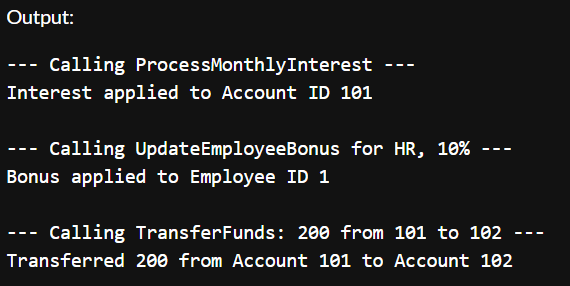 Output:
--- Calling ProcessMonthlyInterest ---
Interest applied to Account ID 101
--- Calling UpdateEmployeeBonus for HR, 10% ---
Bonus applied to Employee ID 1
--- Calling TransferFunds: 200 from 101 to 102 ---
Transferred 200 from Account 101 to Account 102